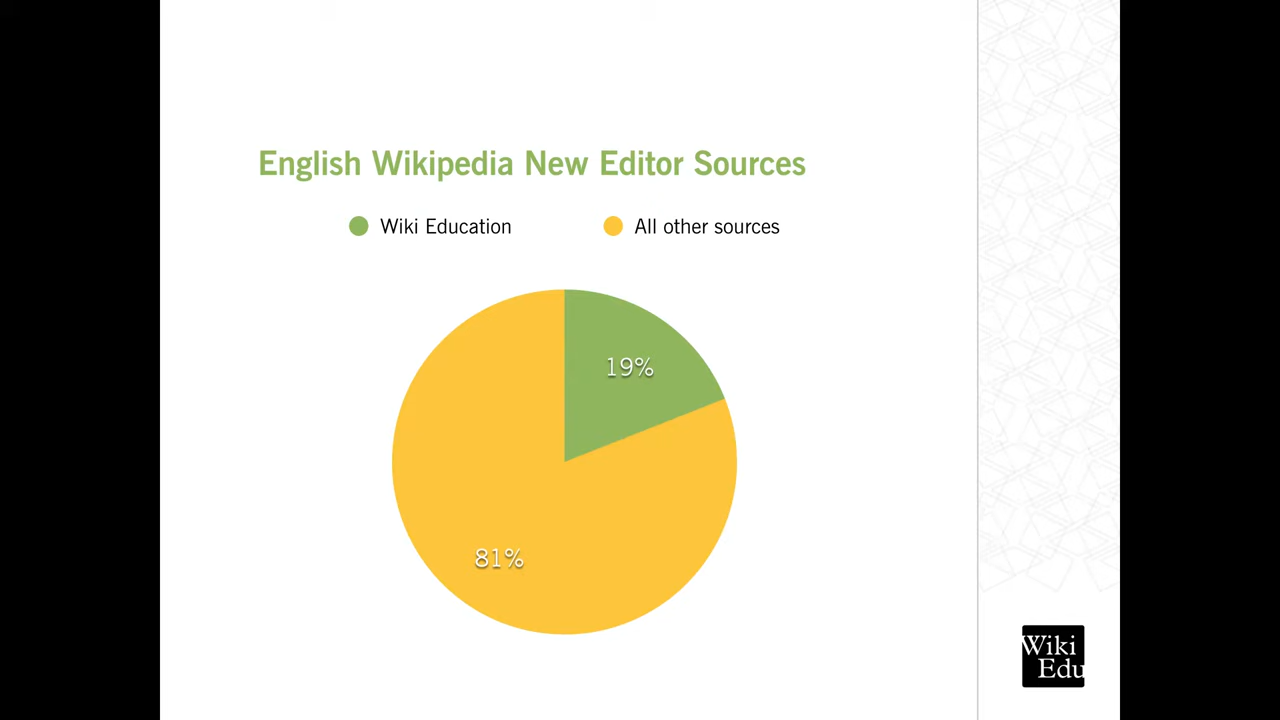 English Wikipedia New Editor Sources
Wiki Education
All other sources
19%
81%
Wiki
Edu